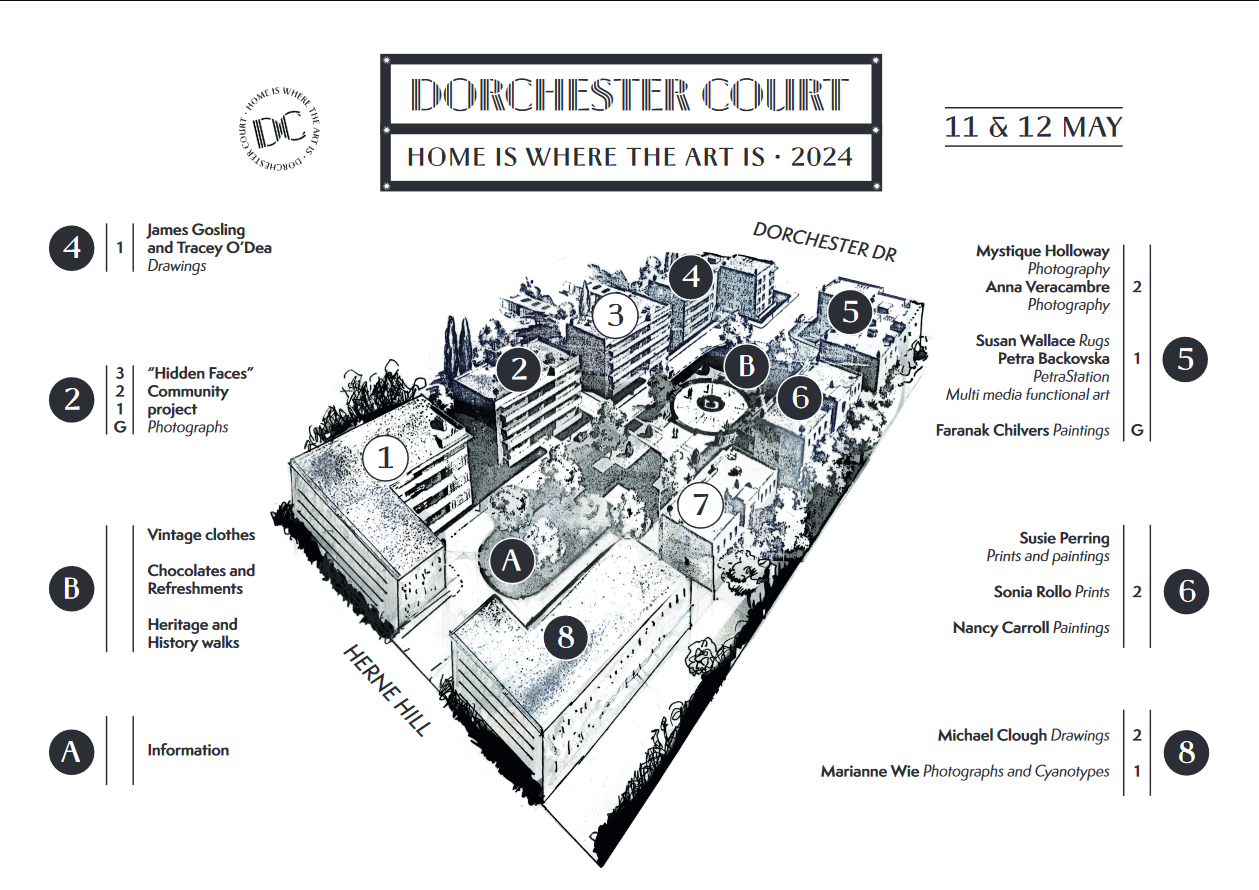 DORCHESTER COURT
HOME IS WHERE THE ART IS · 2024
HOME IS WHERE THE ART IS · DORCHESTER COURT ·
DC
11 & 12 MAY
4
1
James Gosling
and Tracey O’Dea
Drawings
2
3
2
1
G
“Hidden Faces”
Community
project
Photographs
B
Vintage clothes
Chocolates and
Refreshments
Heritage and
History walks
A
Information
DORCHESTER DR
4
5
3
B
2
6
1
7
A
8
HERNE HILL
Mystique Holloway
Photography
Anna Veracambre
Photography
2
Susan Wallace Rugs
Petra Backovska
PetraStation
Multi media functional art
1
Faranak Chilvers Paintings
G
5
Susie Perring
Prints and paintings
Sonia Rollo Prints
2
Nancy Carroll Paintings
6
Michael Clough Drawings
2
Marianne Wie Photographs and Cyanotypes
1
8